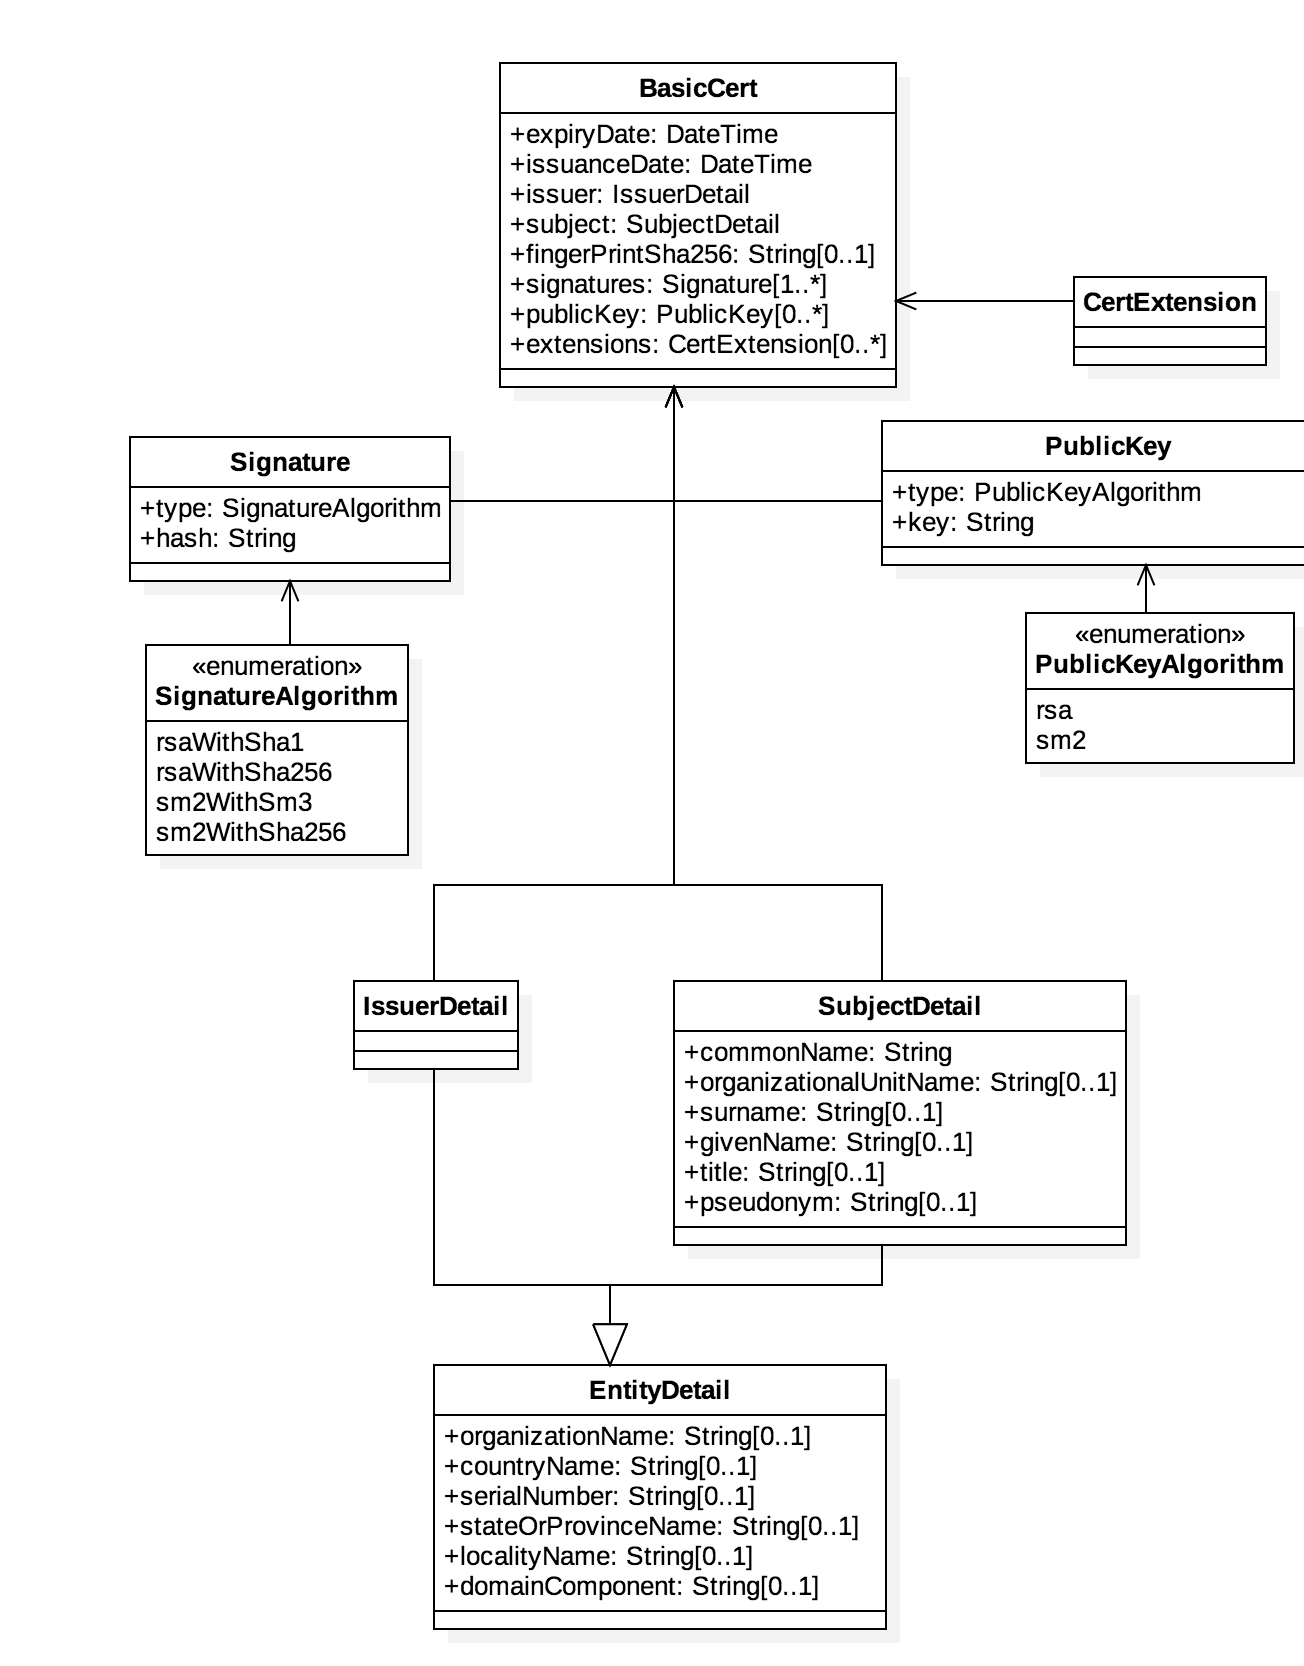 BasicCert
+expiryDate: DateTime
+issuanceDate: DateTime
+issuer: IssuerDetail
+subject: SubjectDetail
+fingerPrintSha256: String[0..1]
+signatures: Signature[1..*]
+publicKey: PublicKey[0..*]
+extensions: CertExtension[0..*]
CertExtension
Signature
+type: SignatureAlgorithm
+hash: String
PublicKey
+type: PublicKeyAlgorithm
+key: String
«enumeration»
SignatureAlgorithm
rsaWithSha1
rsaWithSha256
sm2WithSm3
sm2WithSha256
«enumeration»
PublicKeyAlgorithm
rsa
sm2
IssuerDetail
SubjectDetail
+commonName: String
+organizationalUnitName: String[0..1]
+surname: String[0..1]
+givenName: String[0..1]
+title: String[0..1]
+pseudonym: String[0..1]
EntityDetail
+organizationName: String[0..1]
+countryName: String[0..1]
+serialNumber: String[0..1]
+stateOrProvinceName: String[0..1]
+localityName: String[0..1]
+domainComponent: String[0..1]